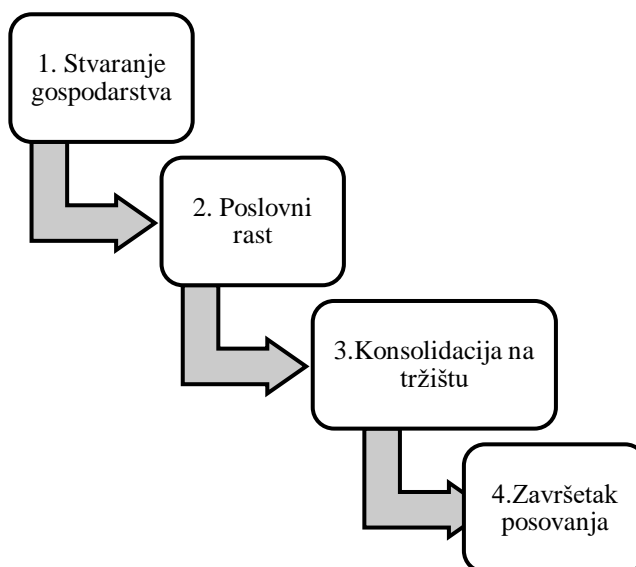 1. Stvaranje
gospodarstva
2. Poslovni
rast
3.Konsolidacija na
tržištu
4.Završetak
posovanja